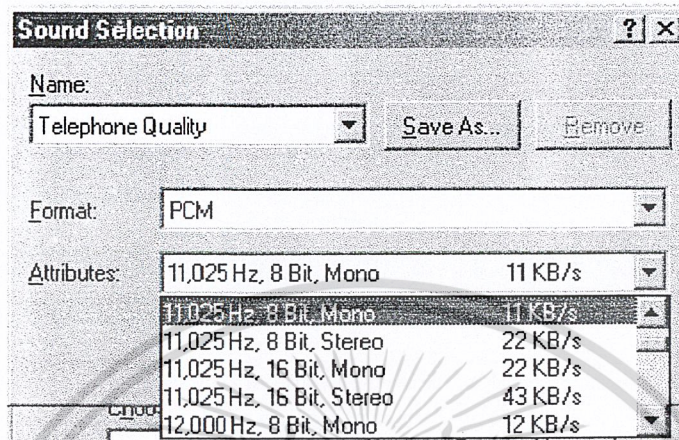 Sound Selection ? ×
Name:
Telephone Quality Save As... Remove
Format: PCM
Attributes: 11,025 Hz, 8 Bit, Mono 11 KB/s
11,025 Hz, 8 Bit, Mono 11 KB/s
11,025 Hz, 8 Bit, Stereo 22 KB/s
11,025 Hz, 16 Bit, Mono 22 KB/s
11,025 Hz, 16 Bit, Stereo 43 KB/s
12,000 Hz, 8 Bit, Mono 12 KB/s